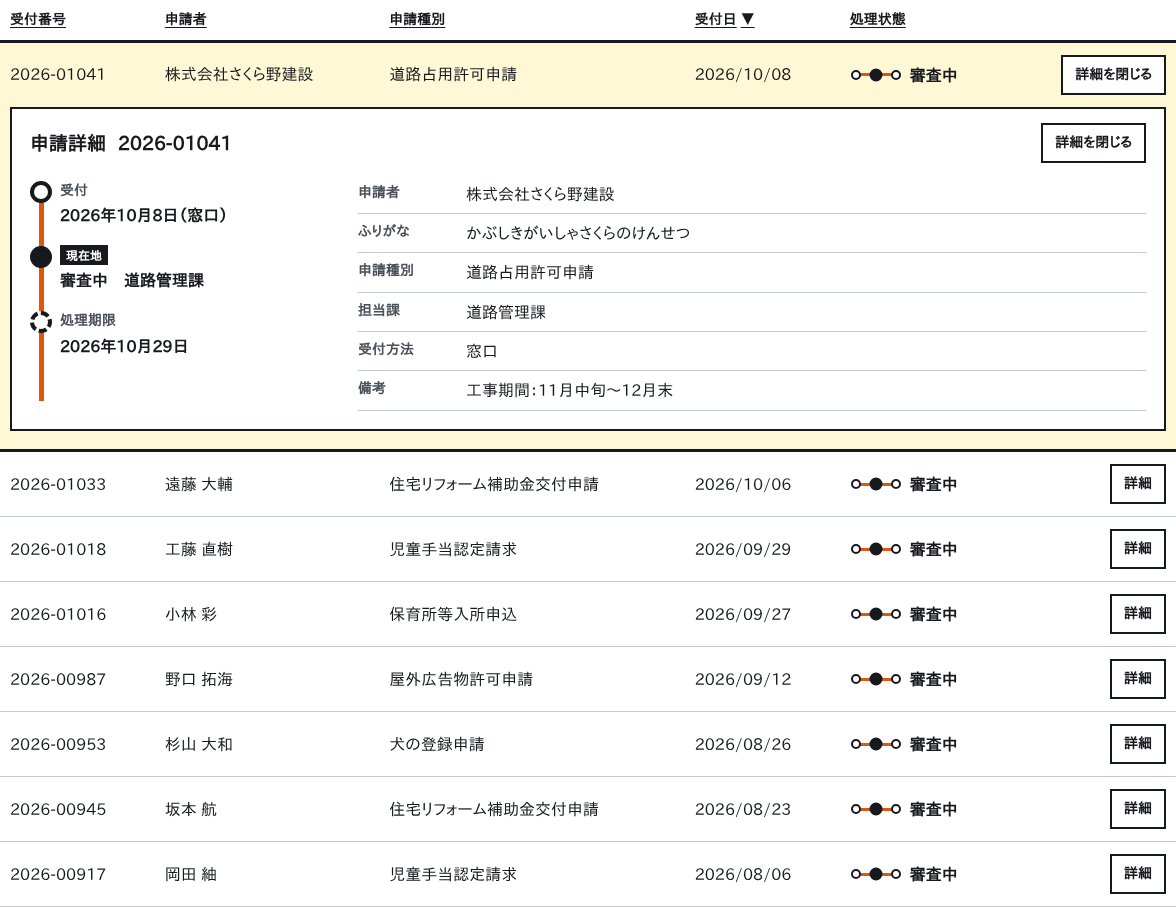 受付番号 申請者 申請種別 受付日 ▼ 処理状態
2026-01041 株式会社さくら野建設 道路占用許可申請 2026/10/08 審査中 詳細を閉じる
申請詳細 2026-01041 詳細を閉じる
受付
2026年10月8日（窓口）
現在地
審査中 道路管理課
処理期限
2026年10月29日
申請者 株式会社さくら野建設
ふりがな かぶしきがいしゃさくらのけんせつ
申請種別 道路占用許可申請
担当課 道路管理課
受付方法 窓口
備考 工事期間：11月中旬〜12月末
2026-01033 遠藤 大輔 住宅リフォーム補助金交付申請 2026/10/06 審査中 詳細
2026-01018 工藤 直樹 児童手当認定請求 2026/09/29 審査中 詳細
2026-01016 小林 彩 保育所等入所申込 2026/09/27 審査中 詳細
2026-00987 野口 拓海 屋外広告物許可申請 2026/09/12 審査中 詳細
2026-00953 杉山 大和 犬の登録申請 2026/08/26 審査中 詳細
2026-00945 坂本 航 住宅リフォーム補助金交付申請 2026/08/23 審査中 詳細
2026-00917 岡田 紬 児童手当認定請求 2026/08/06 審査中 詳細